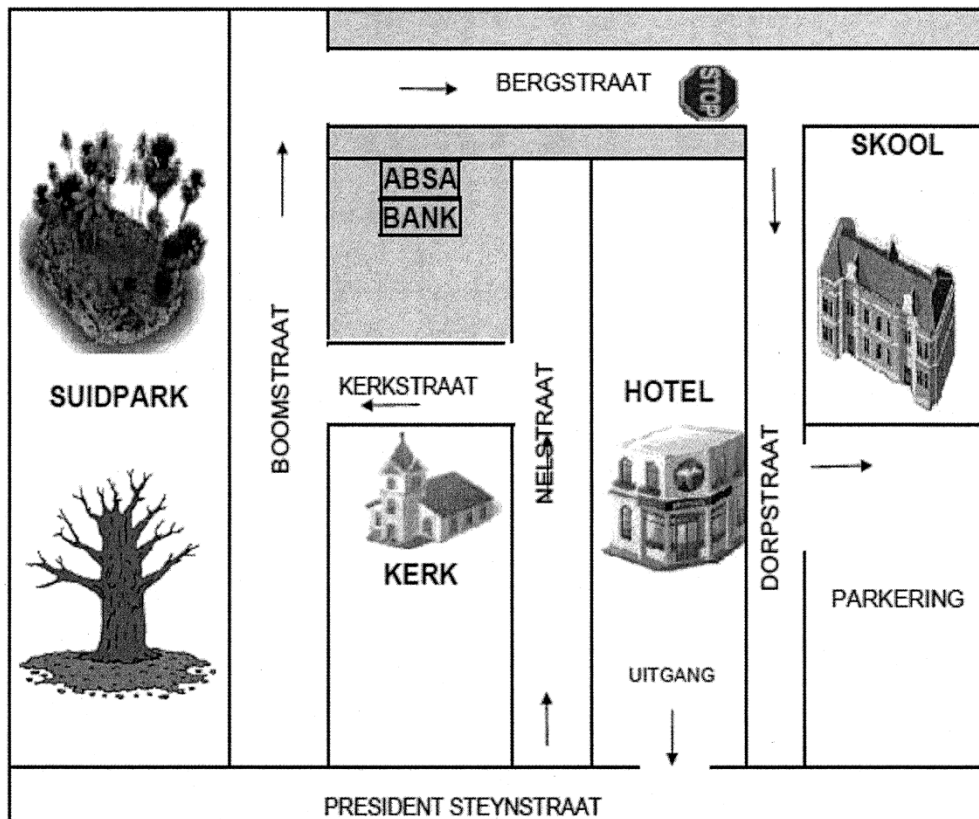 BERGSTRAAT
STOP
SKOOL
ABSA
BANK
BOOMSTRAAT
SUIDPARK
KERKSTRAAT
NELSTRAAT
HOTEL
DORPSTRAAT
KERK
PARKERING
UITGANG
PRESIDENT STEYNSTRAAT